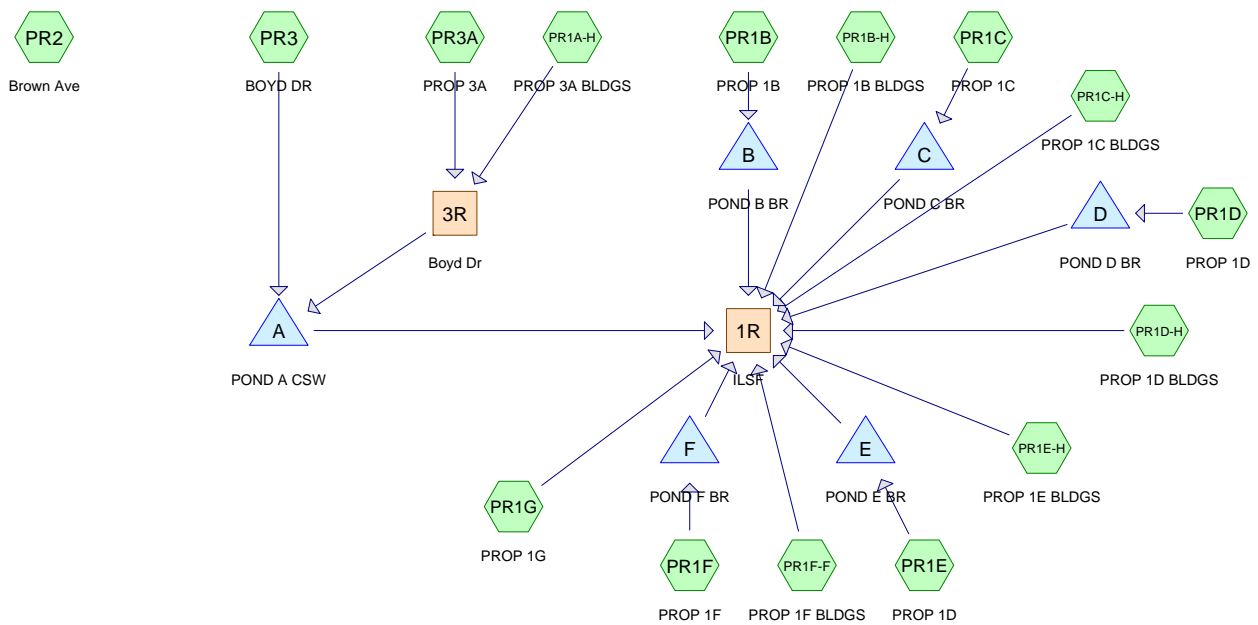 PR2
Brown Ave
PR3
BOYD DR
PR3A
PROP 3A
PR1A-H
PROP 3A BLDGS
PR1B
PROP 1B
PR1B-H
PROP 1B BLDGS
PR1C
PROP 1C
PR1C-H
PROP 1C BLDGS
B
POND B BR
C
POND C BR
D
POND D BR
PR1D
PROP 1D
3R
Boyd Dr
A
POND A CSW
1R
ILSF
PR1D-H
PROP 1D BLDGS
F
POND F BR
E
POND E BR
PR1E-H
PROP 1E BLDGS
PR1G
PROP 1G
PR1F
PROP 1F
PR1F-F
PROP 1F BLDGS
PR1E
PROP 1D